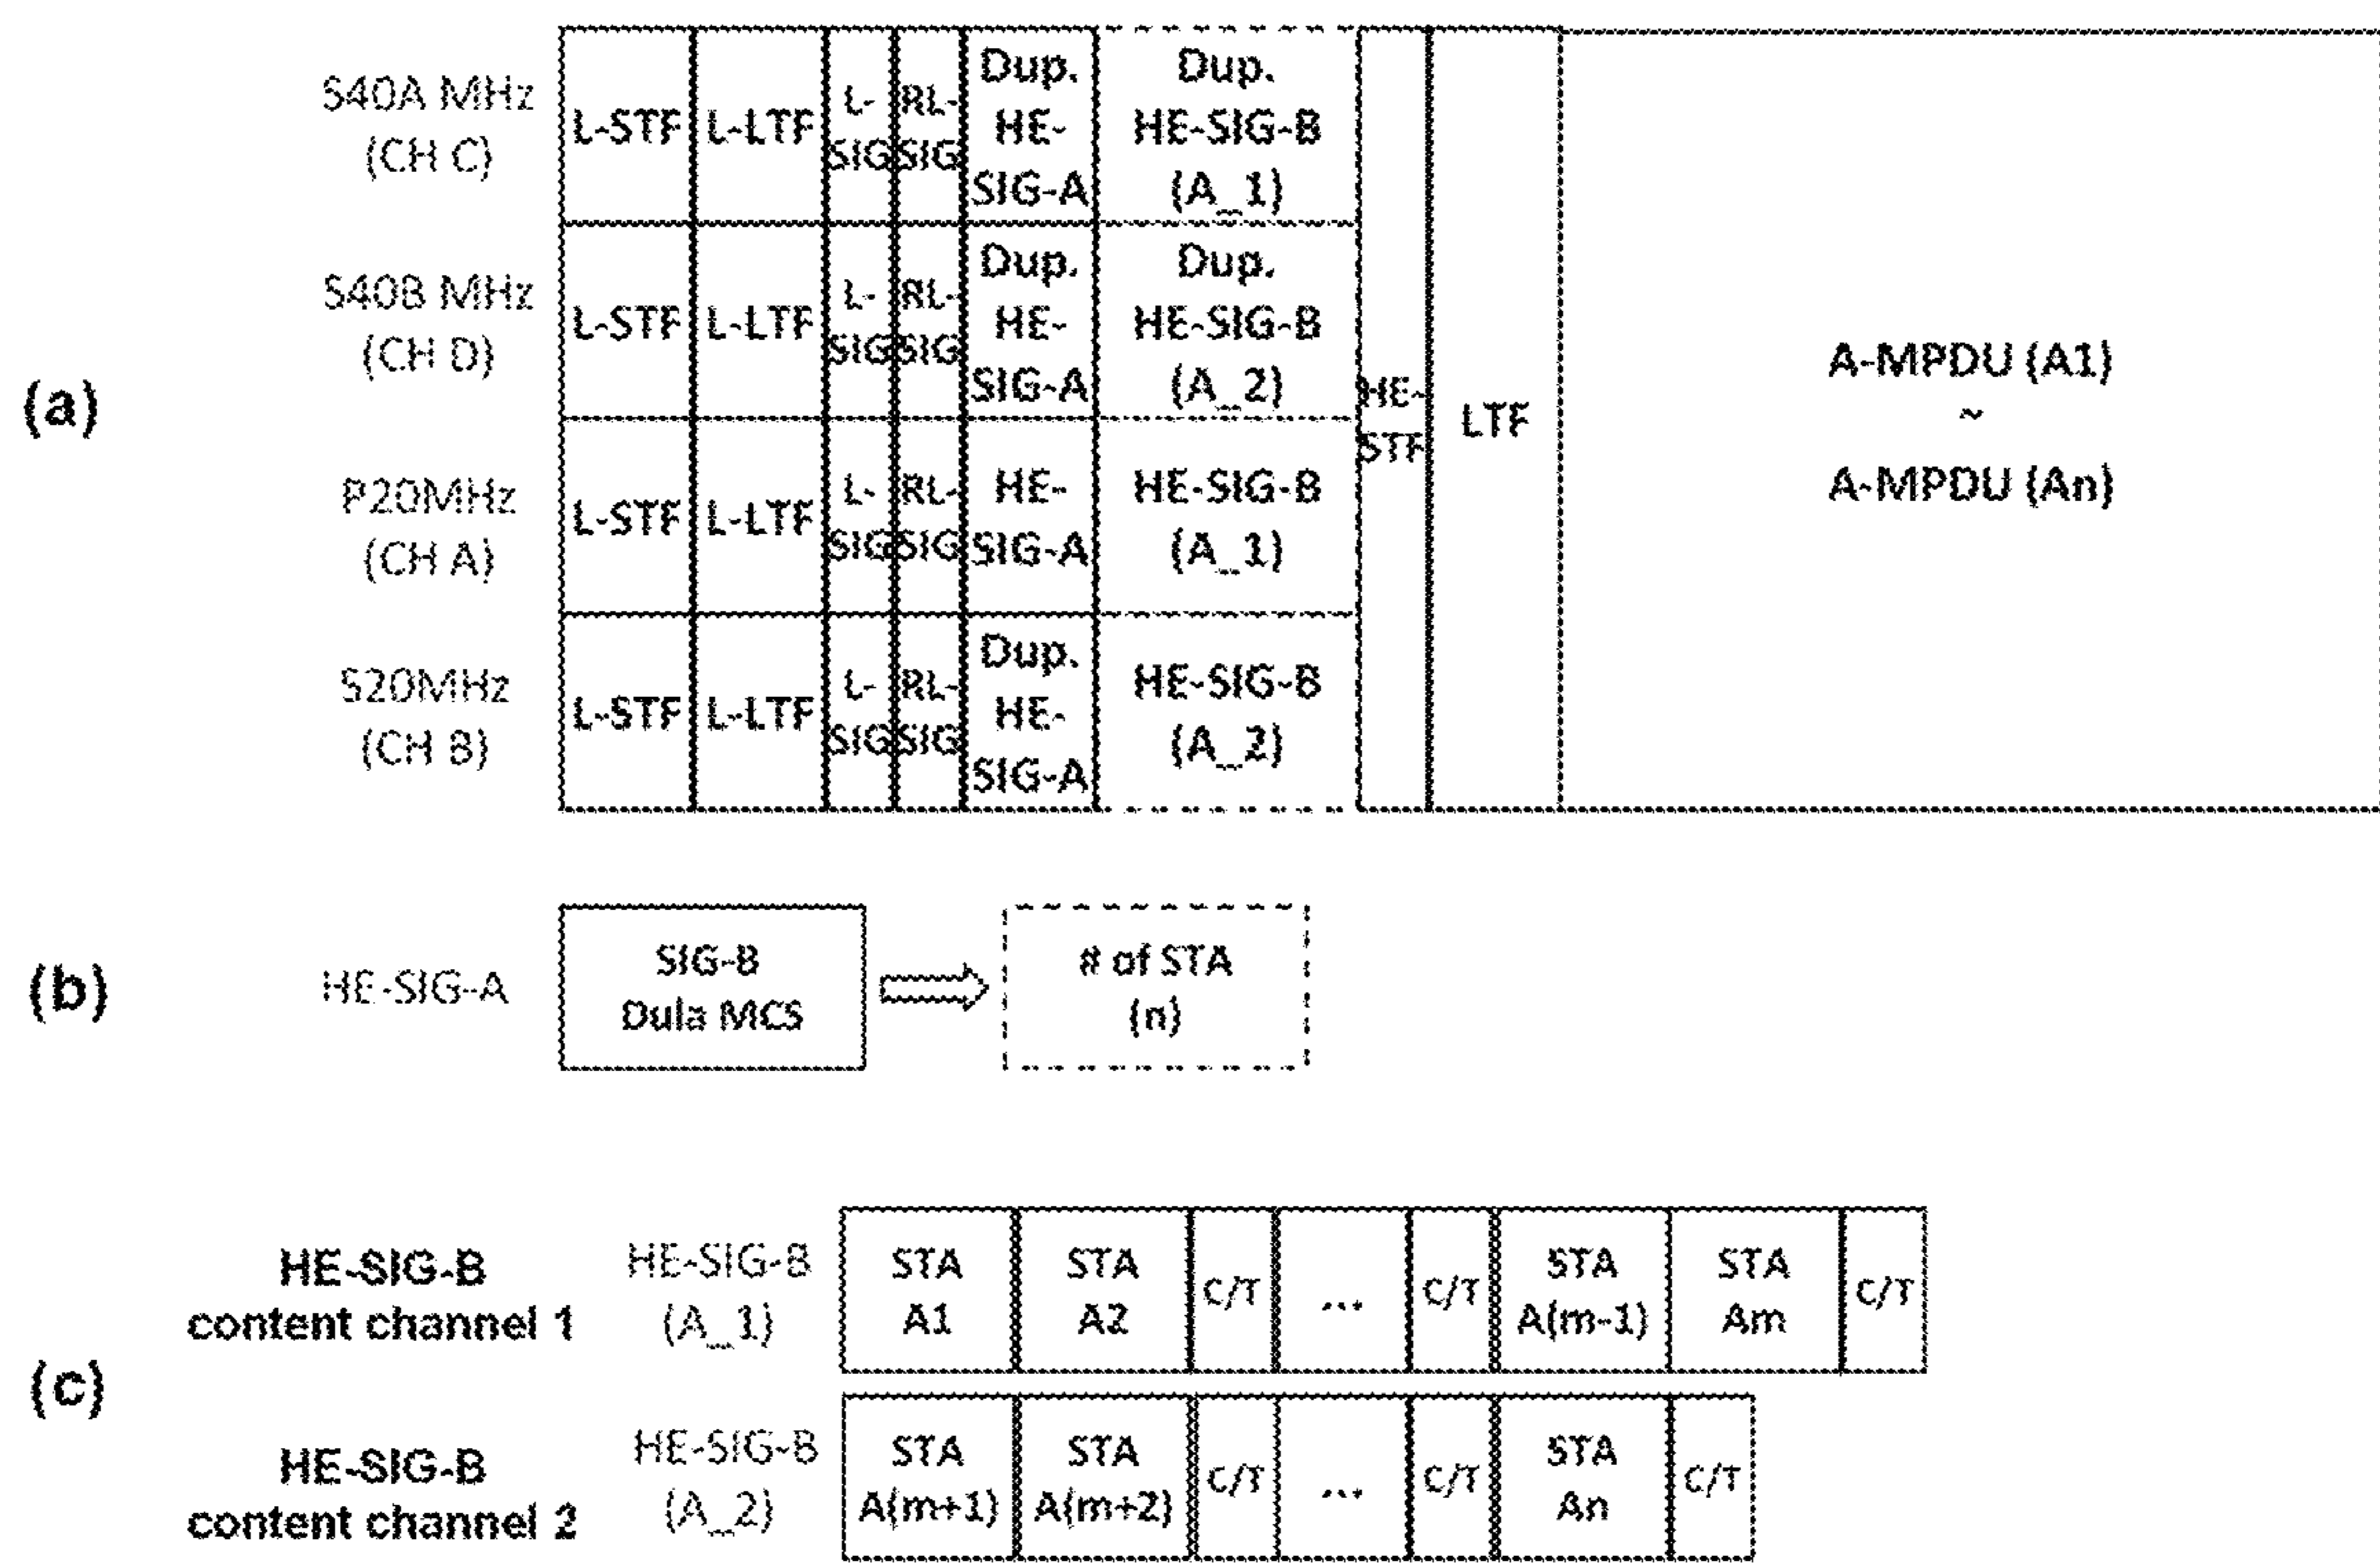 (a)
S40A MHz
(CH C)
L-STF
L-LTF
L-
SIG
RL-
SIG
Dup.
HE-
SIG-A
Dup.
HE-SIG-B
(A_1)
S40B MHz
(CH D)
L-STF
L-LTF
L-
SIG
RL-
SIG
Dup.
HE-
SIG-A
Dup.
HE-SIG-B
(A_2)
P20MHz
(CH A)
L-STF
L-LTF
L-
SIG
RL-
SIG
HE-
SIG-A
HE-SIG-B
(A_1)
S20MHz
(CH B)
L-STF
L-LTF
L-
SIG
RL-
SIG
Dup.
HE-
SIG-A
HE-SIG-B
(A_2)
HE-
STF
LTF
A-MPDU (A1)
~
A-MPDU (An)
(b)
HE-SIG-A
SIG-B
Dula MCS
# of STA
(n)
(c)
HE-SIG-B
content channel 1
HE-SIG-B
(A_1)
STA
A1
STA
A2
C/T
...
C/T
STA
A(m-1)
STA
Am
C/T
HE-SIG-B
content channel 2
HE-SIG-B
(A_2)
STA
A(m+1)
STA
A(m+2)
C/T
...
C/T
STA
An
C/T